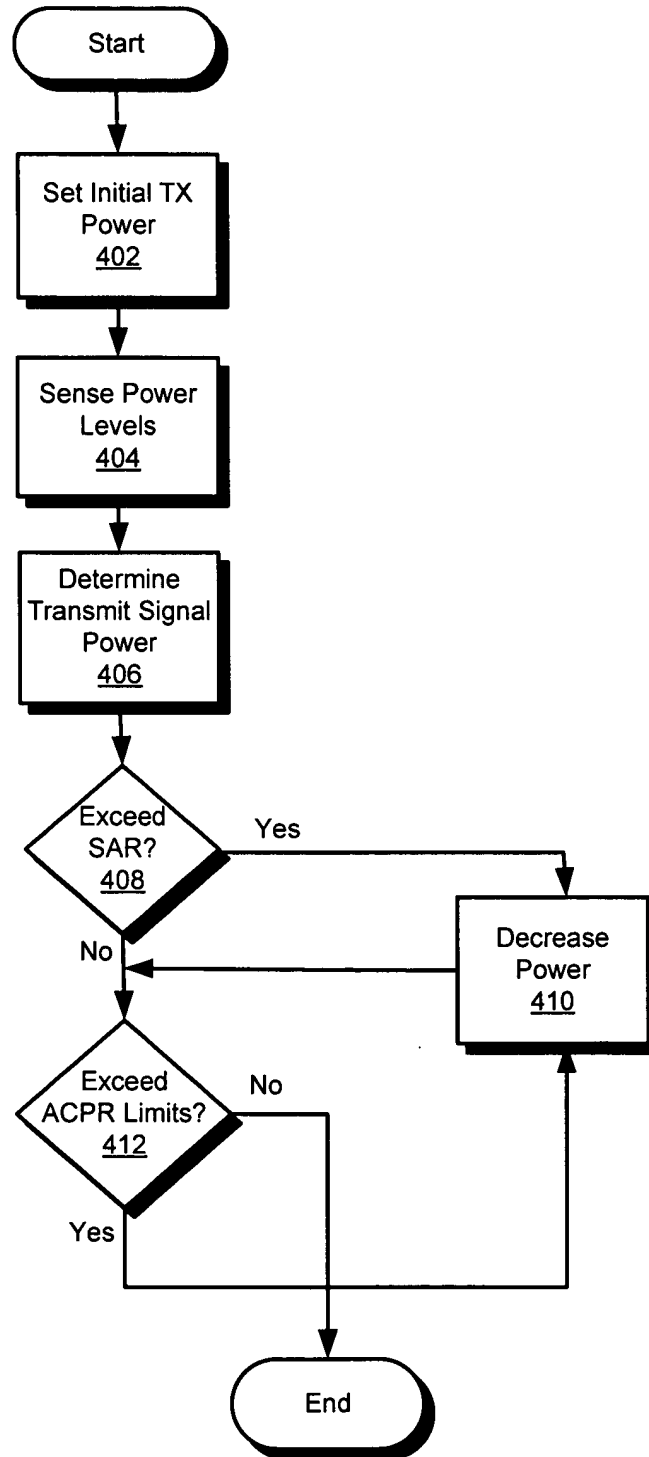 Start
Set Initial TX
Power
402
Sense Power
Levels
404
Determine
Transmit Signal
Power
406
Exceed
SAR?
408
Yes
No
Decrease
Power
410
Exceed
ACPR Limits?
412
No
Yes
End